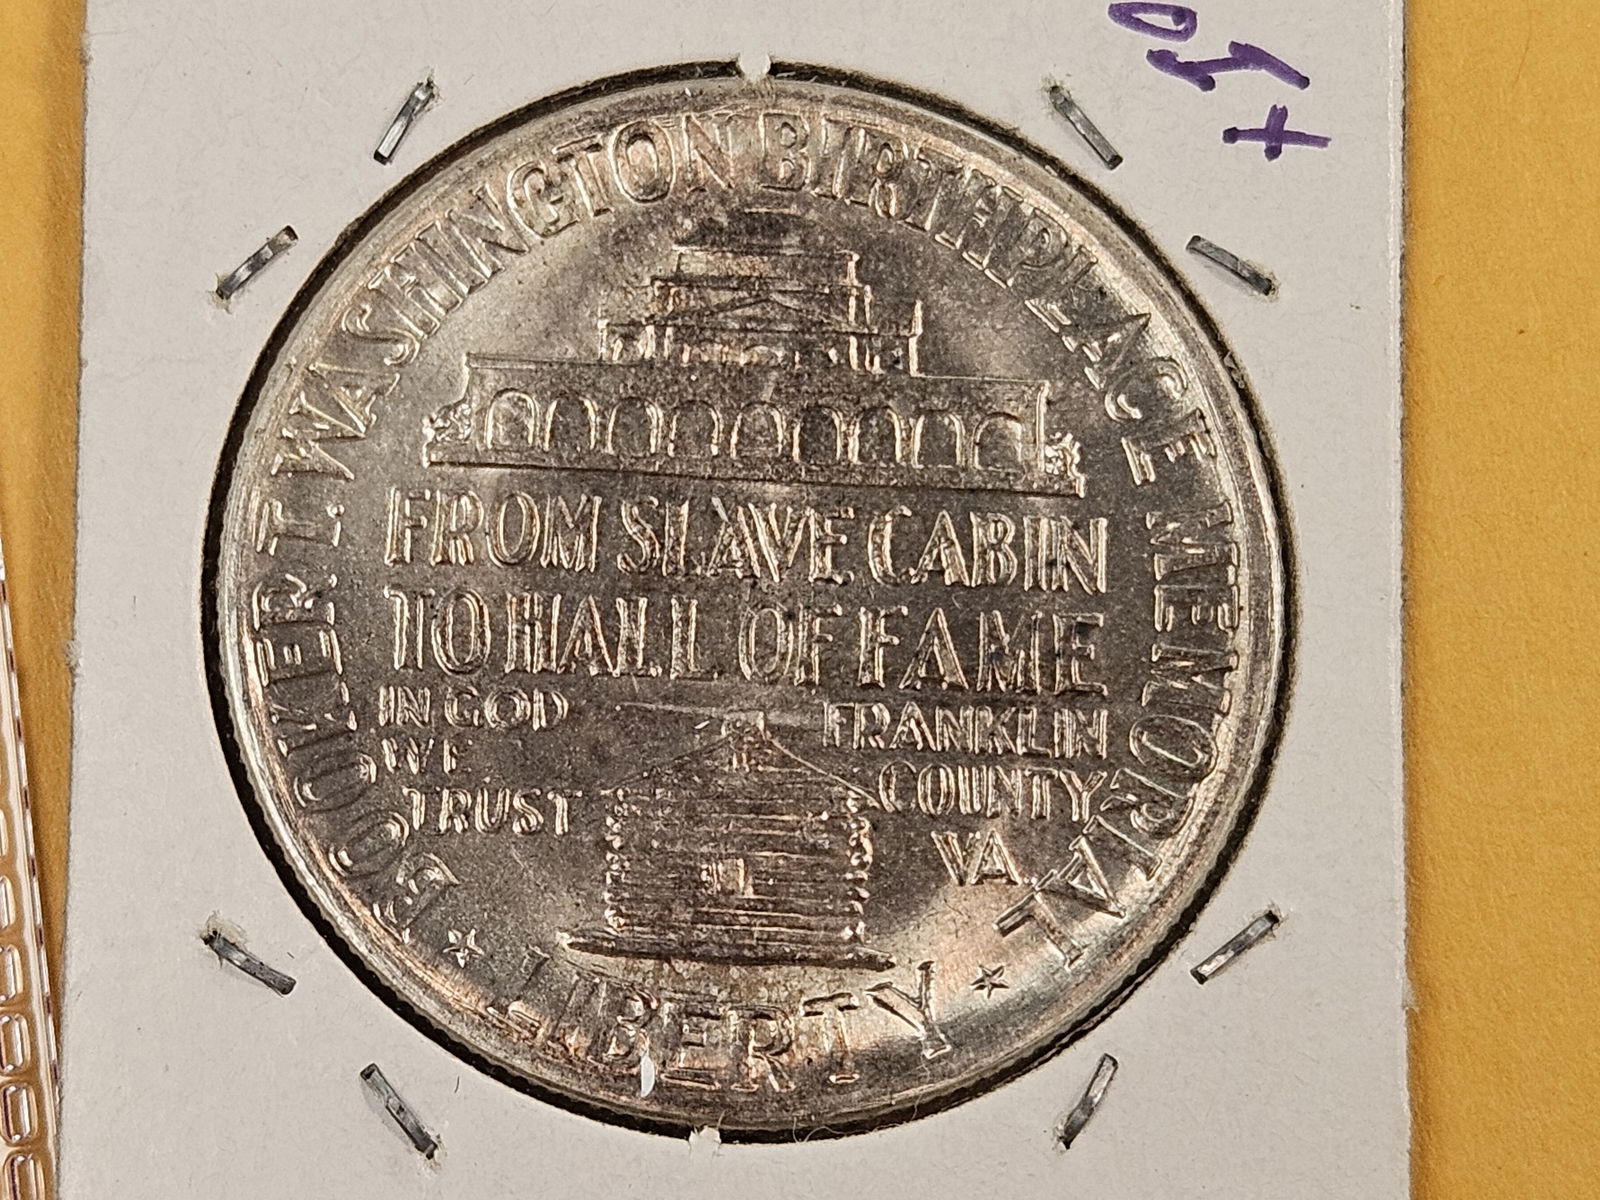 BOOKER T. WASHINGTON BIRTHPLACE MEMORIAL
FROM SLAVE CABIN
TO HALL OF FAME
IN GOD
WE
TRUST
FRANKLIN
COUNTY
VA.
LIBERTY